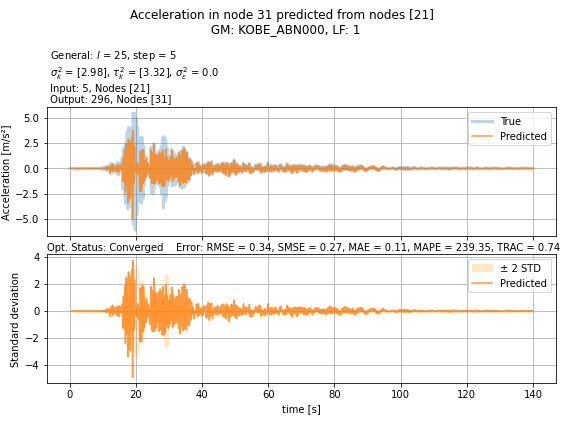 Acceleration in node 31 predicted from nodes [21]
GM: KOBE_ABN000, LF: 1
General: l = 25, step = 5
σ²ₖ = [2.98], τ²ₖ = [3.32], σ²ε = 0.0
Input: 5, Nodes [21]
Output: 296, Nodes [31]
5.0
2.5
0.0
−2.5
−5.0
Acceleration [m/s²]
True
Predicted
Opt. Status: Converged Error: RMSE = 0.34, SMSE = 0.27, MAE = 0.11, MAPE = 239.35, TRAC = 0.74
4
2
0
−2
−4
Standard deviation
± 2 STD
Predicted
0 20 40 60 80 100 120 140
time [s]